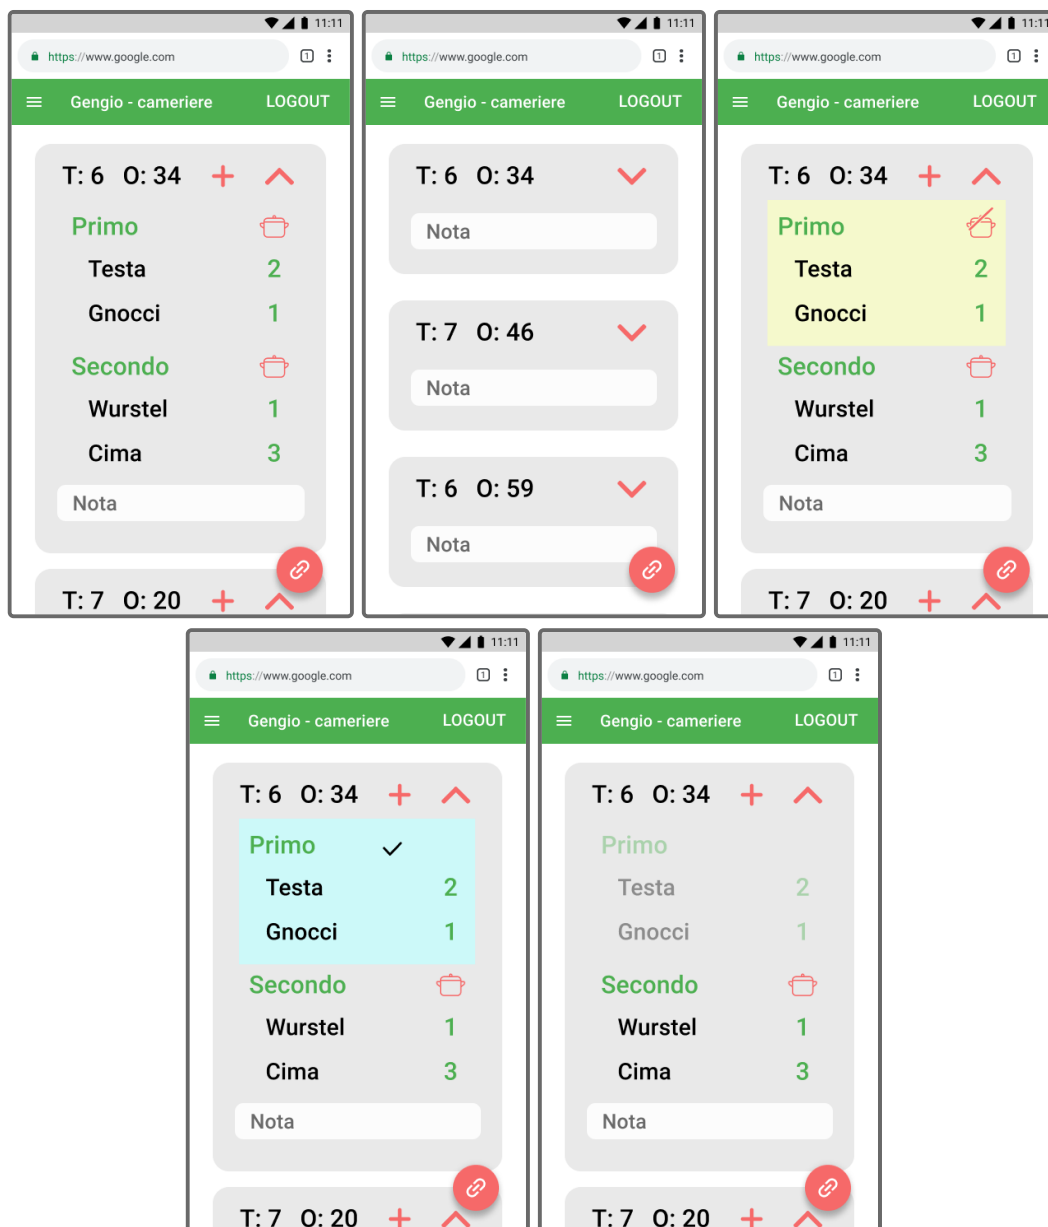 11:11
https://www.google.com 1
Gengio - cameriere LOGOUT
T: 6 O: 34
Primo
Testa 2
Gnocci 1
Secondo
Wurstel 1
Cima 3
Nota
T: 7 O: 20
11:11
https://www.google.com 1
Gengio - cameriere LOGOUT
T: 6 O: 34
Nota
T: 7 O: 46
Nota
T: 6 O: 59
Nota
11:11
https://www.google.com 1
Gengio - cameriere LOGOUT
T: 6 O: 34
Primo
Testa 2
Gnocci 1
Secondo
Wurstel 1
Cima 3
Nota
T: 7 O: 20
11:11
https://www.google.com 1
Gengio - cameriere LOGOUT
T: 6 O: 34
Primo
Testa 2
Gnocci 1
Secondo
Wurstel 1
Cima 3
Nota
T: 7 O: 20
11:11
https://www.google.com 1
Gengio - cameriere LOGOUT
T: 6 O: 34
Primo
Testa 2
Gnocci 1
Secondo
Wurstel 1
Cima 3
Nota
T: 7 O: 20